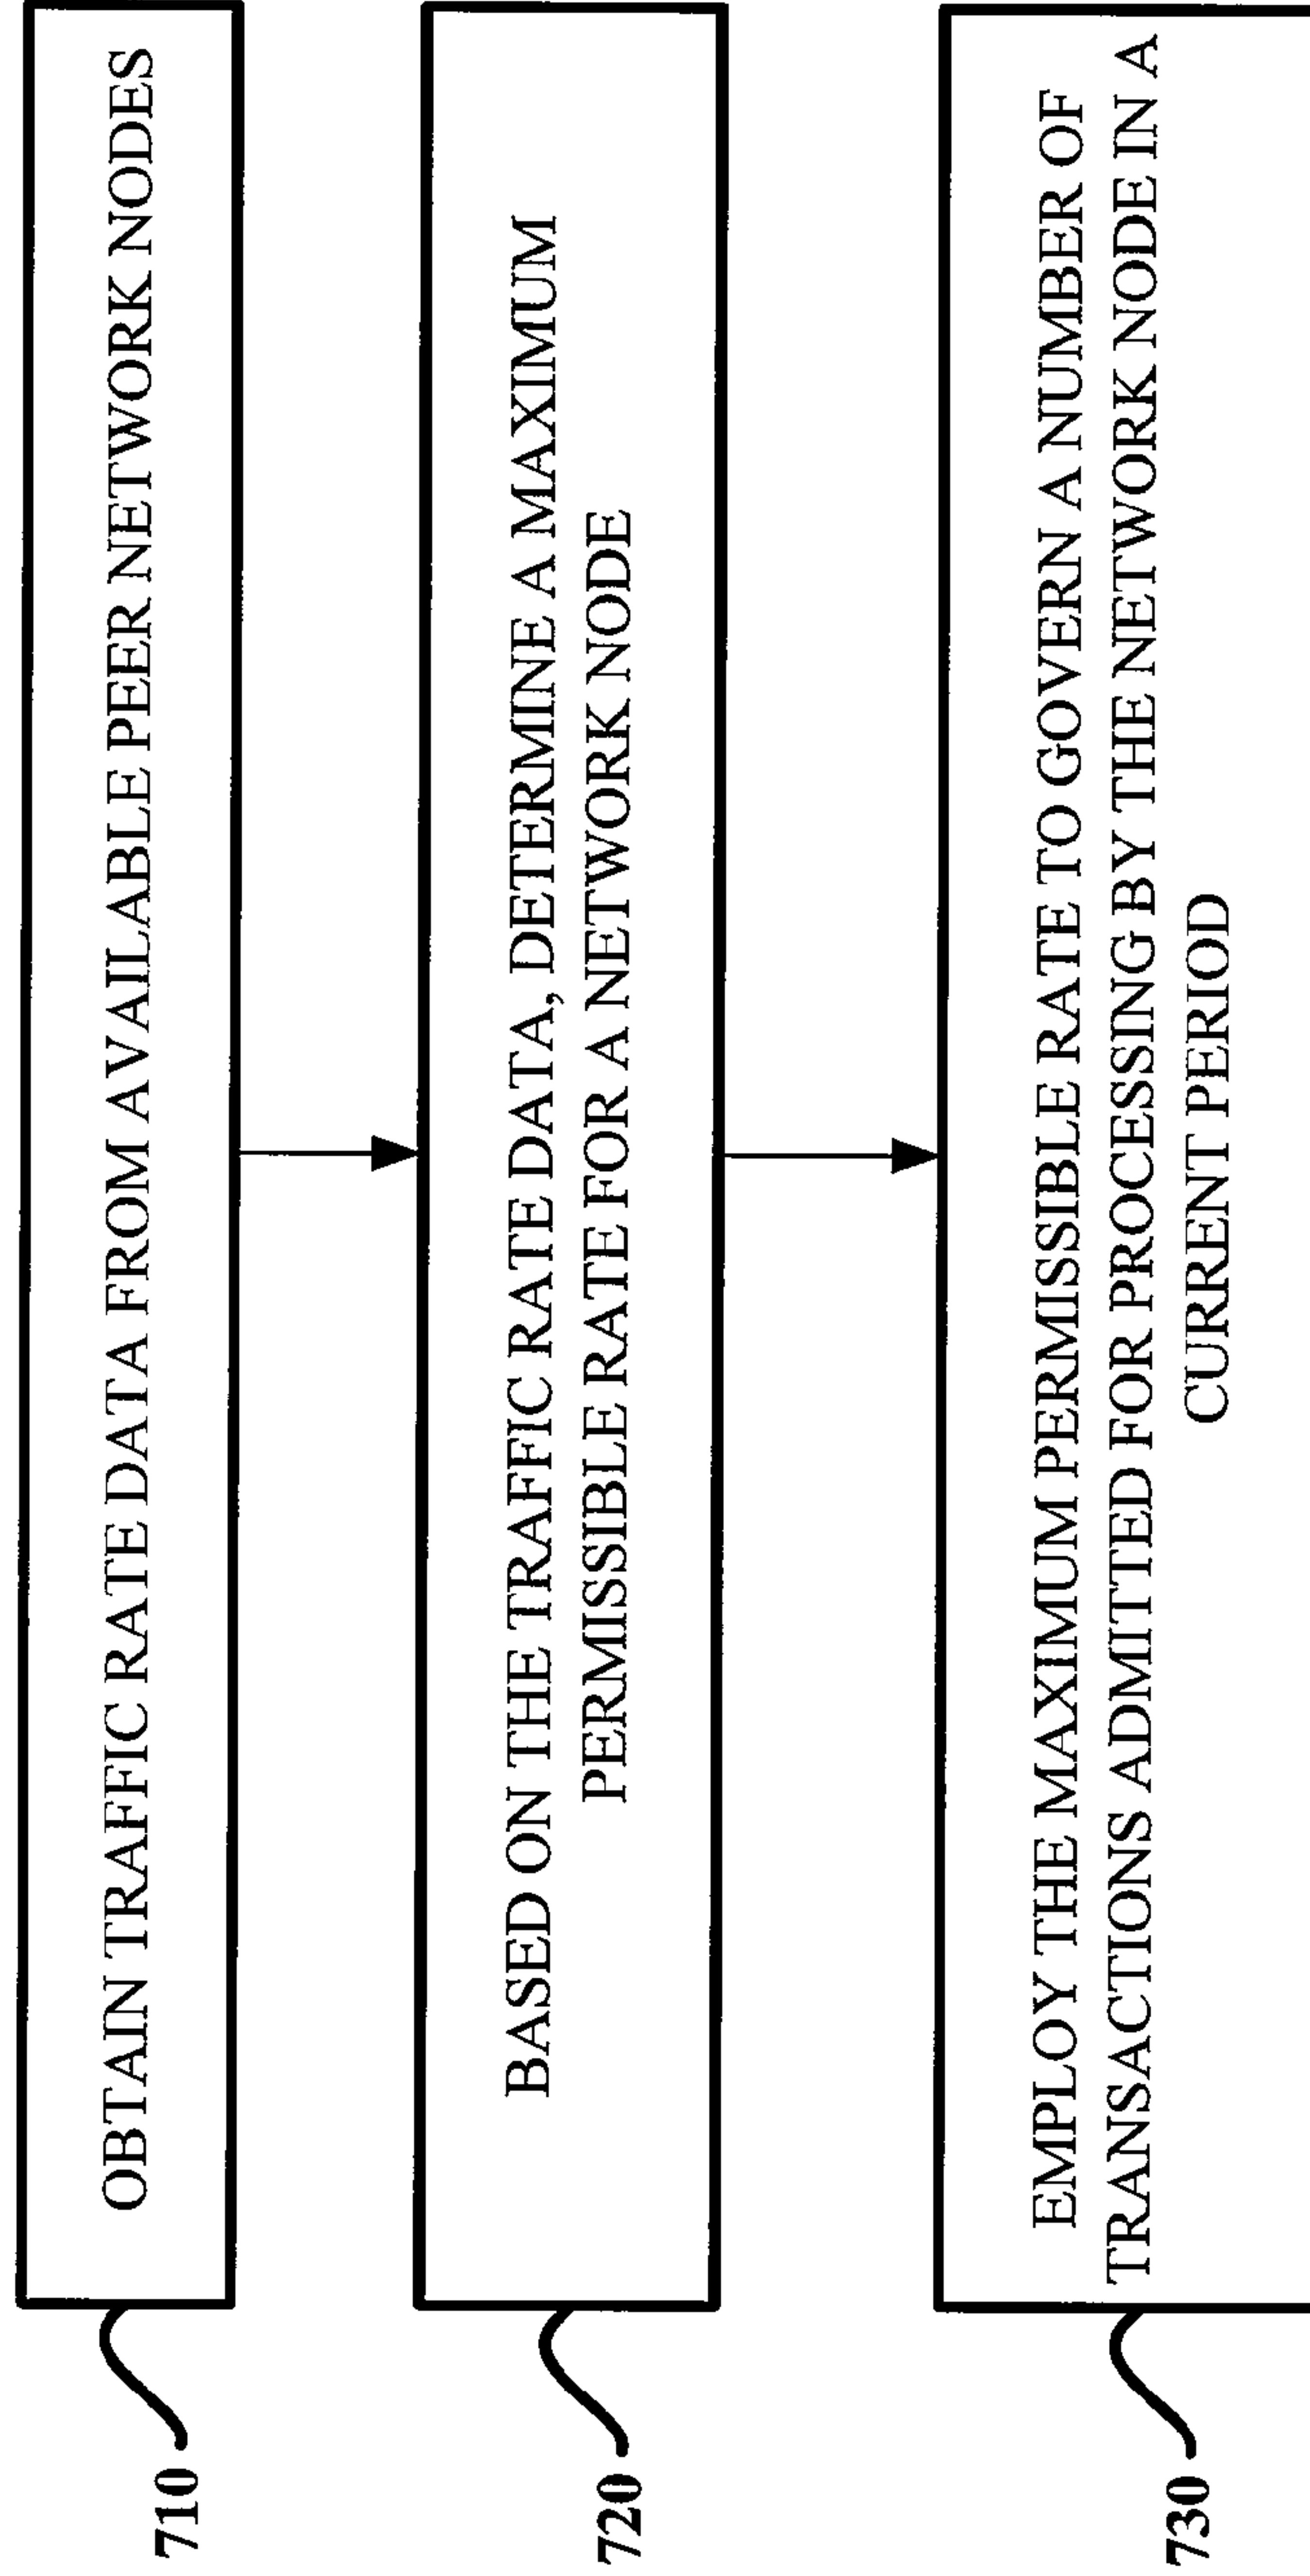 710
OBTAIN TRAFFIC RATE DATA FROM AVAILABLE PEER NETWORK NODES
720
BASED ON THE TRAFFIC RATE DATA, DETERMINE A MAXIMUM
PERMISSIBLE RATE FOR A NETWORK NODE
730
EMPLOY THE MAXIMUM PERMISSIBLE RATE TO GOVERN A NUMBER OF
TRANSACTIONS ADMITTED FOR PROCESSING BY THE NETWORK NODE IN A
CURRENT PERIOD